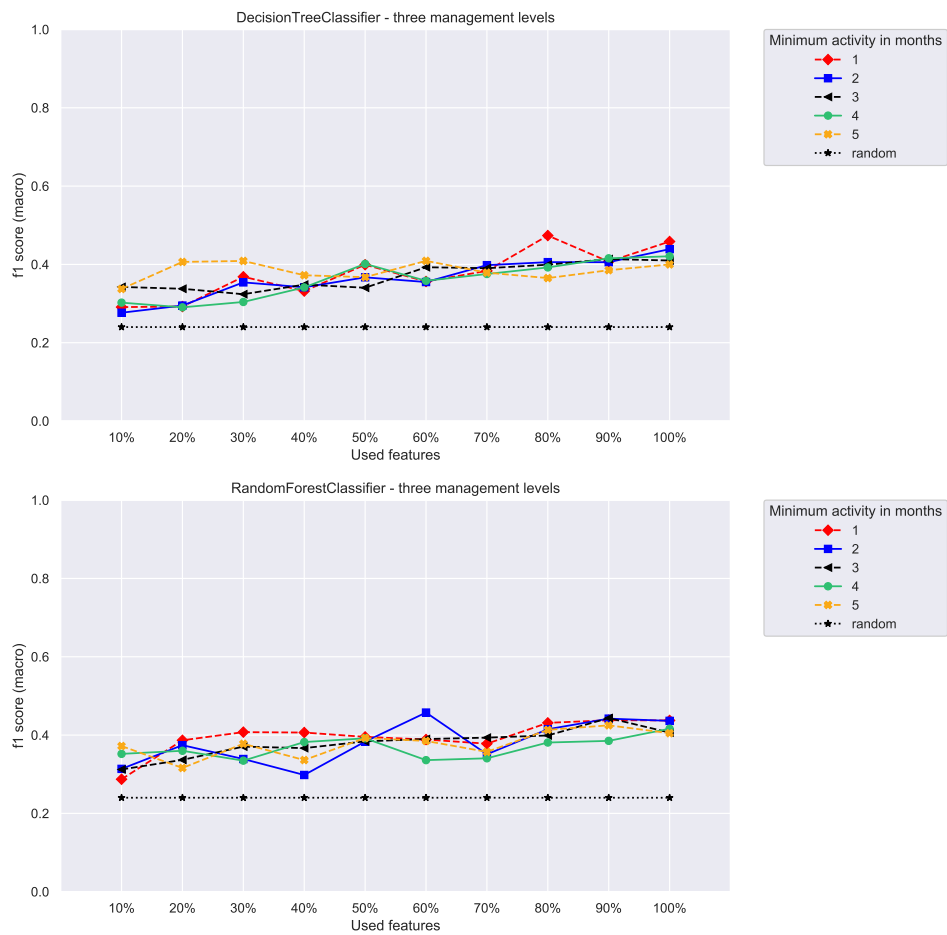 DecisionTreeClassifier - three management levels
1.0
0.8
0.6
0.4
0.2
0.0
f1 score (macro)
10% 20% 30% 40% 50% 60% 70% 80% 90% 100%
Used features
Minimum activity in months
1
2
3
4
5
random
RandomForestClassifier - three management levels
1.0
0.8
0.6
0.4
0.2
0.0
f1 score (macro)
10% 20% 30% 40% 50% 60% 70% 80% 90% 100%
Used features
Minimum activity in months
1
2
3
4
5
random